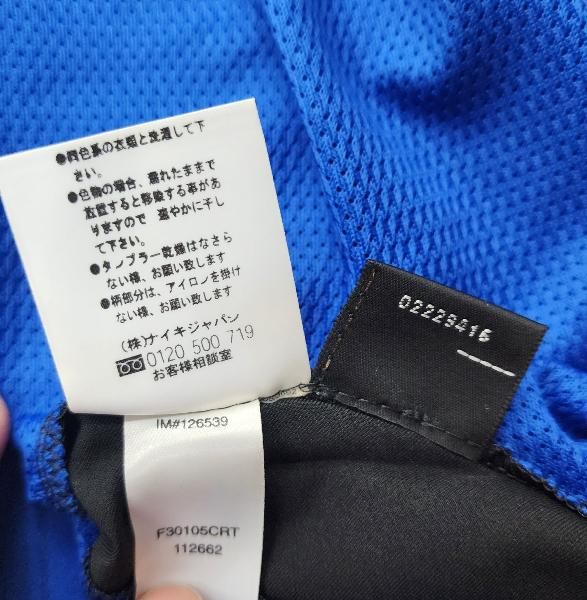 ●同色系の衣類と洗濯して下
さい。
●色物の場合、濡れたままで
放置すると移染する事があ
りますので 速やかに干し
て下さい。
●タンブラー乾燥はなさら
ない様、お願い致します
●柄部分は、アイロンを掛け
ない様、お願い致します
(株)ナイキジャパン
0120 500 719
お客様相談室
02229415
IM#126539
F30105CRT
112662